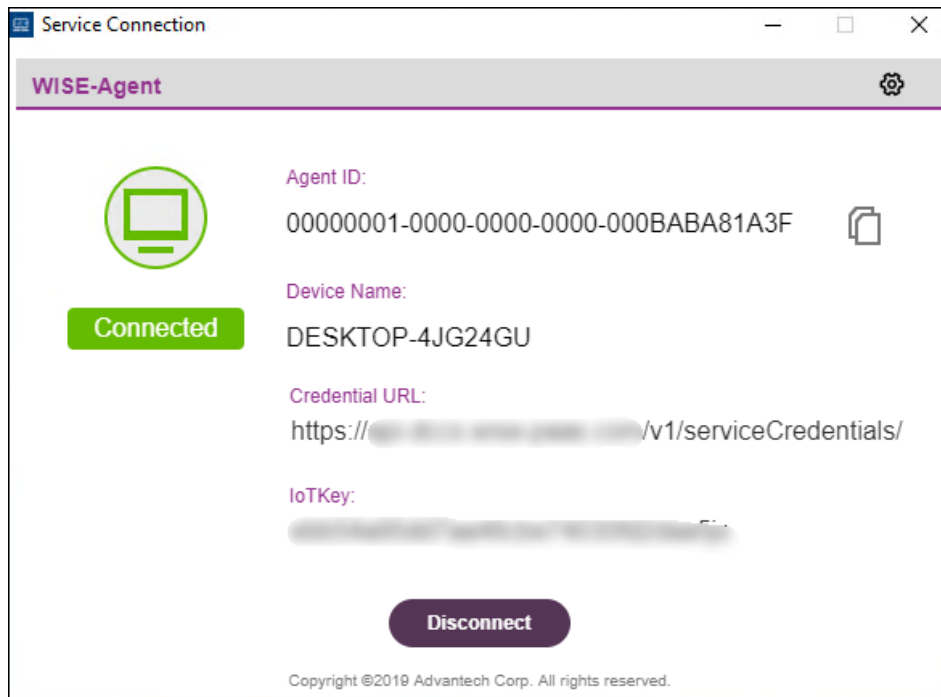 Service Connection
WISE-Agent
Agent ID:
00000001-0000-0000-0000-000BABA81A3F
Connected
Device Name:
DESKTOP-4JG24GU
Credential URL:
https:// /v1/serviceCredentials/
IoTKey:
Disconnect
Copyright ©2019 Advantech Corp. All rights reserved.